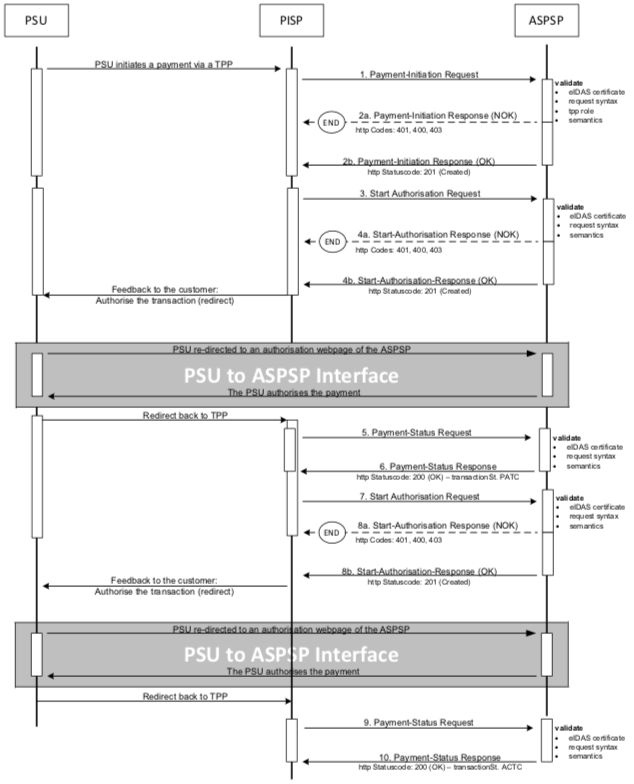 PSU
PISP
ASPSP
PSU initiates a payment via a TPP
1. Payment-Initiation Request
validate
• eIDAS certificate
• request syntax
• tpp role
• semantics
2a. Payment-Initiation Response (NOK)
END
http Codes: 401, 400, 403
2b. Payment-Initiation Response (OK)
http Statuscode: 201 (Created)
3. Start Authorisation Request
validate
• eIDAS certificate
• request syntax
• semantics
4a. Start-Authorisation Response (NOK)
END
http Codes: 401, 400, 403
4b. Start-Authorisation-Response (OK)
http Statuscode: 201 (Created)
Feedback to the customer:
Authorise the transaction (redirect)
PSU re-directed to an authorisation webpage of the ASPSP
PSU to ASPSP Interface
The PSU authorises the payment
Redirect back to TPP
5. Payment-Status Request
validate
• eIDAS certificate
• request syntax
• semantics
6. Payment-Status Response
http Statuscode: 200 (OK) – transactionSt. PATC
7. Start Authorisation Request
validate
• eIDAS certificate
• request syntax
• semantics
8a. Start-Authorisation Response (NOK)
END
http Codes: 401, 400, 403
8b. Start-Authorisation-Response (OK)
http Statuscode: 201 (Created)
Feedback to the customer:
Authorise the transaction (redirect)
PSU re-directed to an authorisation webpage of the ASPSP
PSU to ASPSP Interface
The PSU authorises the payment
Redirect back to TPP
9. Payment-Status Request
validate
• eIDAS certificate
• request syntax
• semantics
10. Payment-Status Response
http Statuscode: 200 (OK) – transactionSt. ACTC